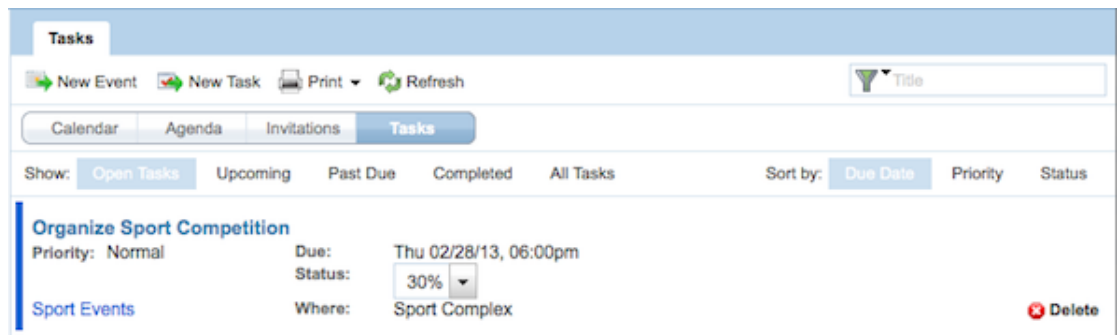 Tasks
New Event New Task Print Refresh Title
Calendar Agenda Invitations Tasks
Show: Open Tasks Upcoming Past Due Completed All Tasks Sort by: Due Date Priority Status
Organize Sport Competition
Priority: Normal Due: Thu 02/28/13, 06:00pm
Status: 30%
Sport Events Where: Sport Complex Delete